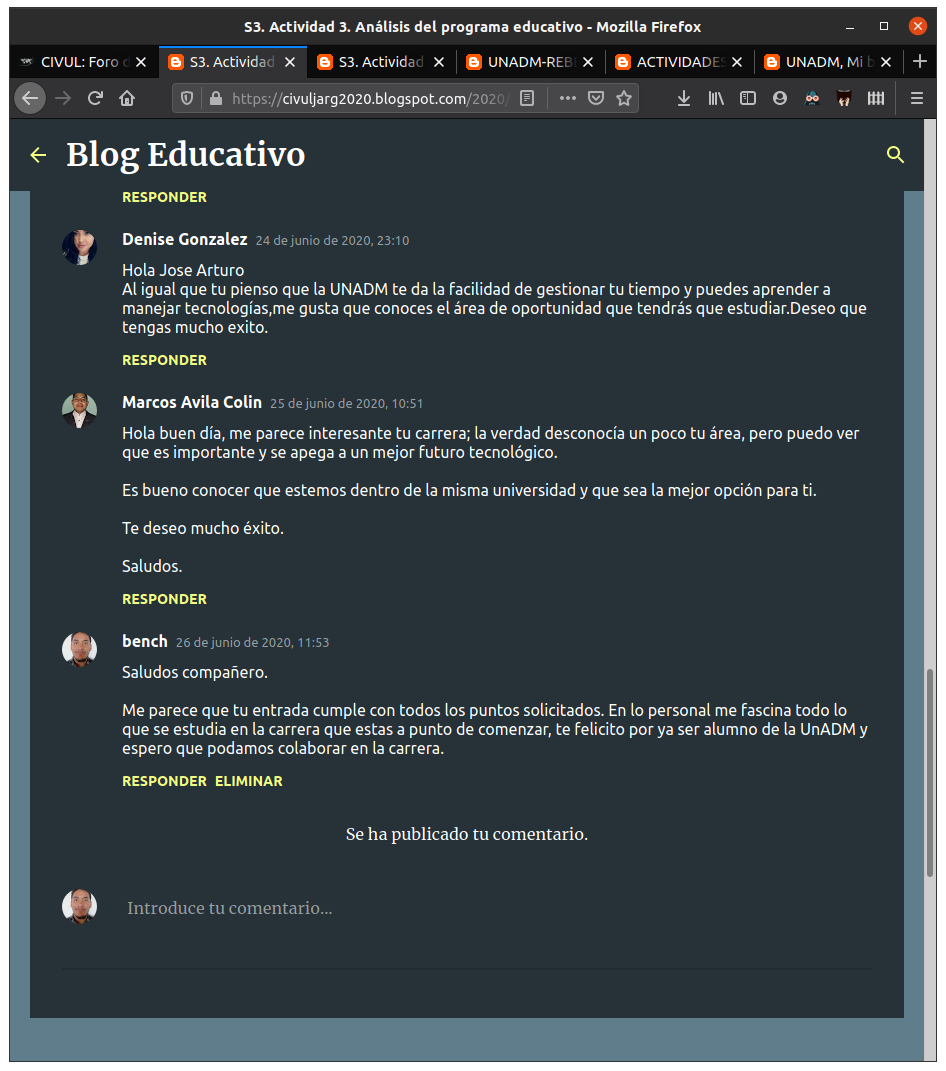 S3. Actividad 3. Análisis del programa educativo - Mozilla Firefox
CIVUL: Foro d
S3. Actividad
S3. Actividad
UNADM-REB
ACTIVIDADES
UNADM, Mi b
https://civuljarg2020.blogspot.com/2020/
Blog Educativo
RESPONDER
Denise Gonzalez 24 de junio de 2020, 23:10
Hola Jose Arturo
Al igual que tu pienso que la UNADM te da la facilidad de gestionar tu tiempo y puedes aprender a
manejar tecnologías,me gusta que conoces el área de oportunidad que tendrás que estudiar.Deseo que
tengas mucho exito.
RESPONDER
Marcos Avila Colin 25 de junio de 2020, 10:51
Hola buen día, me parece interesante tu carrera; la verdad desconocía un poco tu área, pero puedo ver
que es importante y se apega a un mejor futuro tecnológico.
Es bueno conocer que estemos dentro de la misma universidad y que sea la mejor opción para ti.
Te deseo mucho éxito.
Saludos.
RESPONDER
bench 26 de junio de 2020, 11:53
Saludos compañero.
Me parece que tu entrada cumple con todos los puntos solicitados. En lo personal me fascina todo lo
que se estudia en la carrera que estas a punto de comenzar, te felicito por ya ser alumno de la UnADM y
espero que podamos colaborar en la carrera.
RESPONDER ELIMINAR
Se ha publicado tu comentario.
Introduce tu comentario...